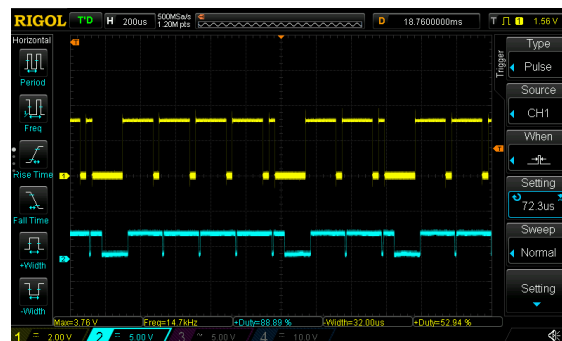 RIGOL T'D H 200us 500MSa/s 1.20M pts D 18.7600000ms T 1 1.56 V
Horizontal
Period
Freq
Rise Time
Fall Time
+Width
-Width
T
T
1
2
Trigger
Type
Pulse
Source
CH1
When
Setting
72.3us
Sweep
Normal
Setting
Max=3.76 V Freq=14.7kHz +Duty=88.89 % -Width=32.00us +Duty=52.94 %
1 = 2.00 V 2 = 5.00 V 3 ~ 5.00 V 4 = 10.0 V